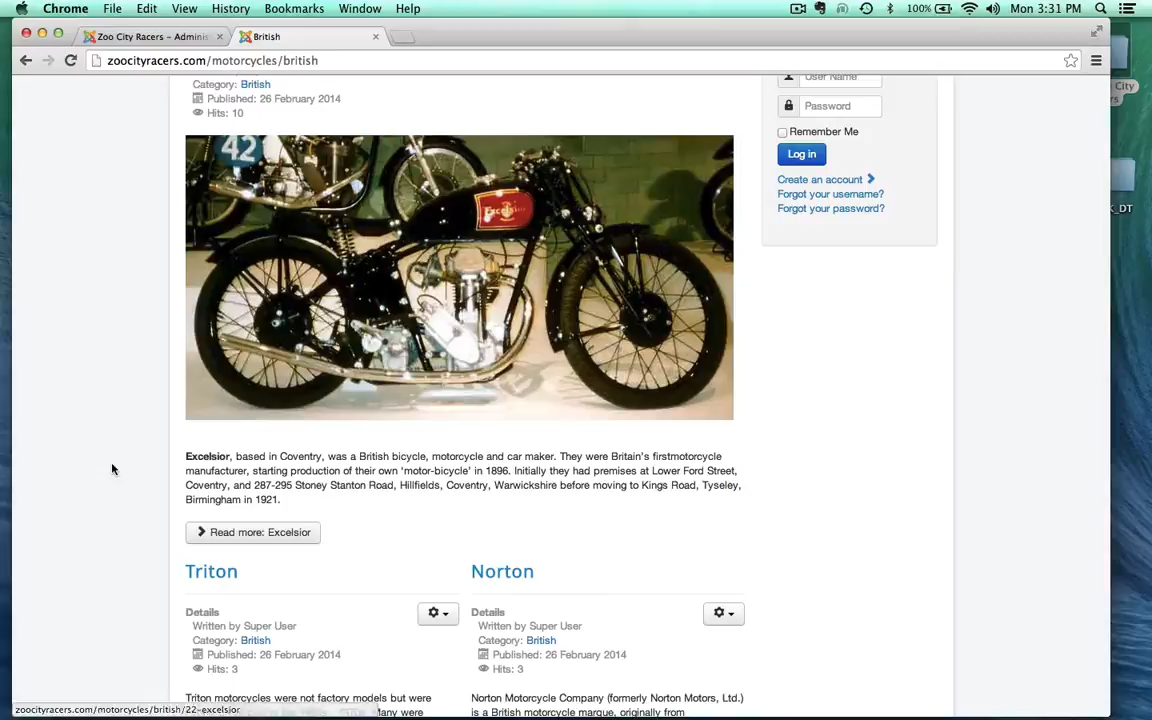 Chrome File Edit View History Bookmarks Window Help 100% Mon 3:31 PM
Zoo City Racers – Adminis British
zoocityracers.com/motorcycles/british
Category: British
Published: 26 February 2014
Hits: 10
User Name
Password
Remember Me
Log in
Create an account
Forgot your username?
Forgot your password?
42
Excelsior
Excelsior, based in Coventry, was a British bicycle, motorcycle and car maker. They were Britain's firstmotorcycle
manufacturer, starting production of their own 'motor-bicycle' in 1896. Initially they had premises at Lower Ford Street,
Coventry, and 287-295 Stoney Stanton Road, Hillfields, Coventry, Warwickshire before moving to Kings Road, Tyseley,
Birmingham in 1921.
Read more: Excelsior
Triton
Details
Written by Super User
Category: British
Published: 26 February 2014
Hits: 3
Triton motorcycles were not factory models but were
Norton
Details
Written by Super User
Category: British
Published: 26 February 2014
Hits: 3
Norton Motorcycle Company (formerly Norton Motors, Ltd.)
is a British motorcycle marque, originally from
zoocityracers.com/motorcycles/british/22-excelsior
City